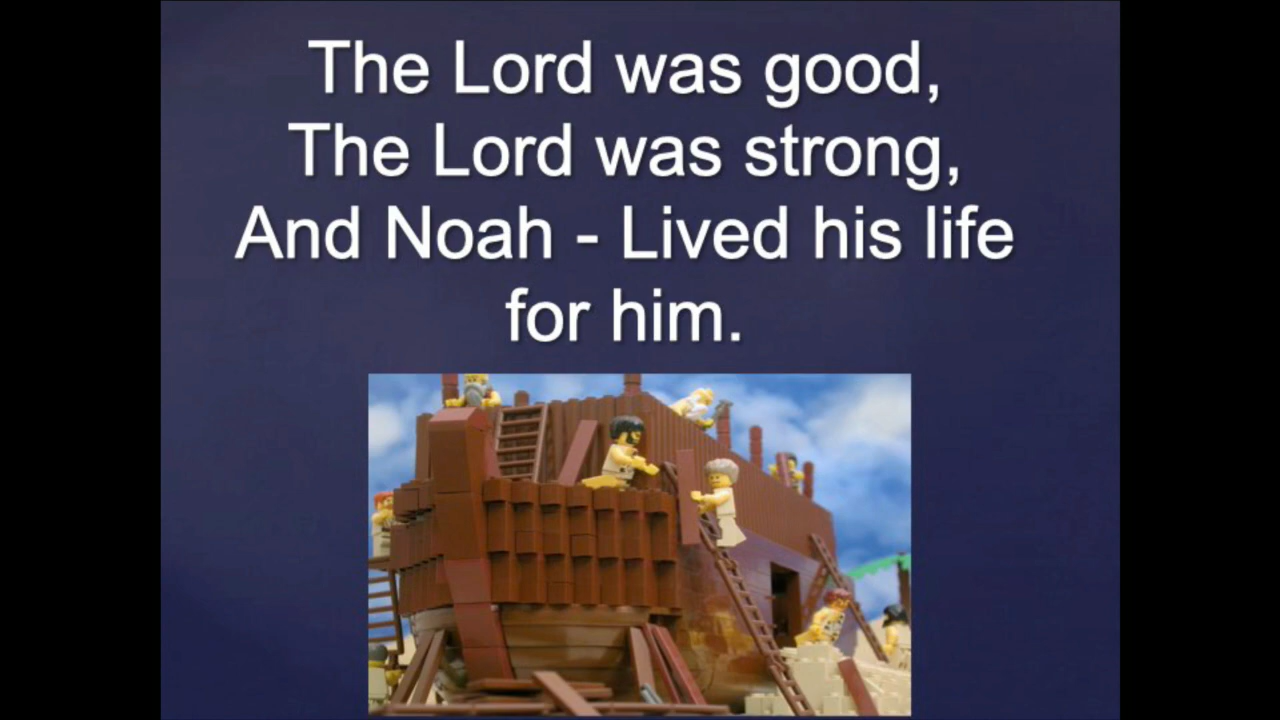 The Lord was good,
The Lord was strong,
And Noah - Lived his life
for him.